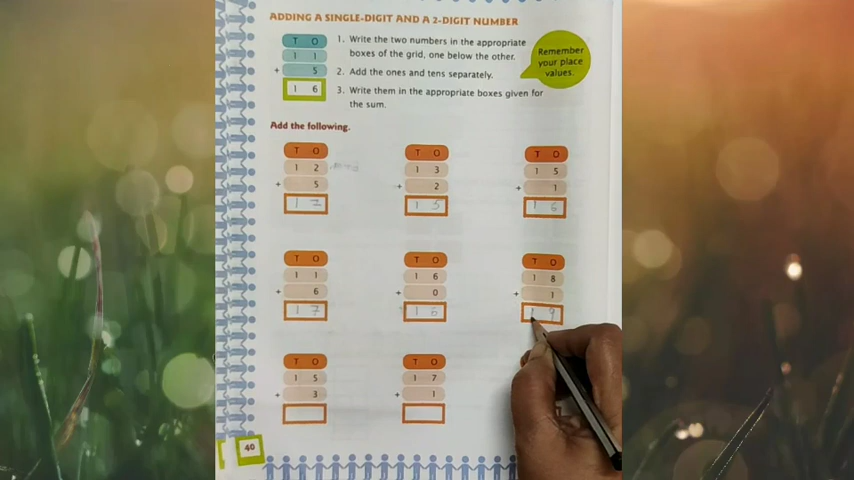 ADDING A SINGLE-DIGIT AND A 2-DIGIT NUMBER
T O
1 1
+ 5
1 6
1. Write the two numbers in the appropriate
boxes of the grid, one below the other.
2. Add the ones and tens separately.
3. Write them in the appropriate boxes given for
the sum.
Remember
your place
values.
Add the following.
T O
1 2
+ 5
1 7
T O
1 3
+ 2
1 5
T O
1 5
+ 1
1 6
T O
1 1
+ 6
1 7
T O
1 6
+ 0
1 6
T O
1 8
+ 1
1 9
T O
1 5
+ 3
T O
1 7
+ 1
40